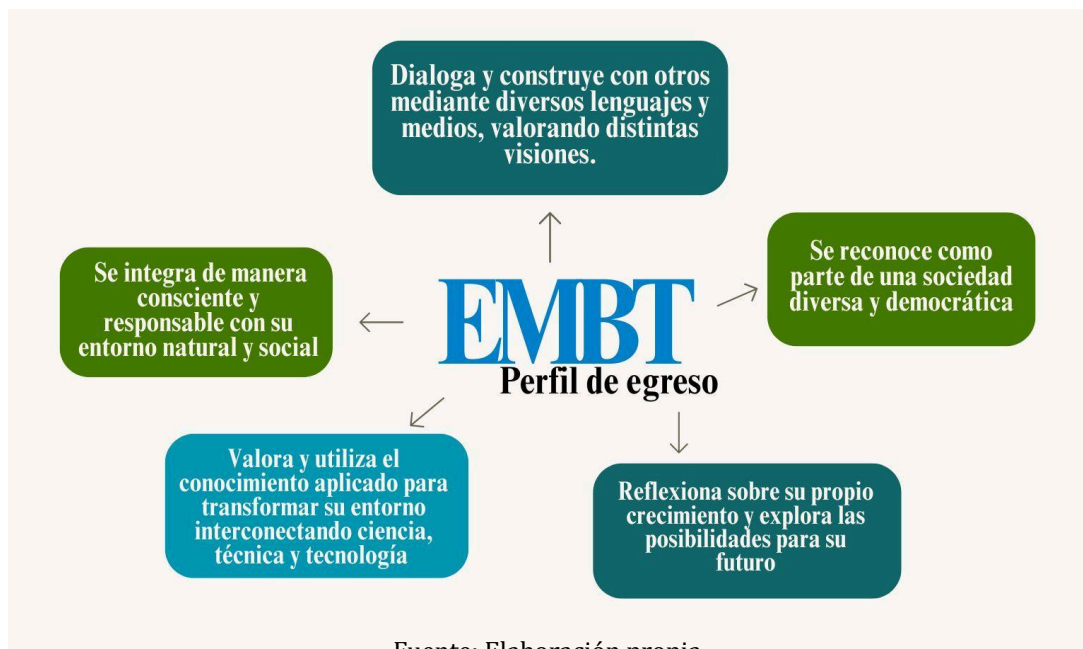 Dialoga y construye con otros
mediante diversos lenguajes y
medios, valorando distintas
visiones.
Se integra de manera
consciente y
responsable con su
entorno natural y social
EMBT
Perfil de egreso
Se reconoce como
parte de una sociedad
diversa y democrática
Valora y utiliza el
conocimiento aplicado para
transformar su entorno
interconectando ciencia,
técnica y tecnología
Reflexiona sobre su propio
crecimiento y explora las
posibilidades para su
futuro
Fuente: Elaboración propia